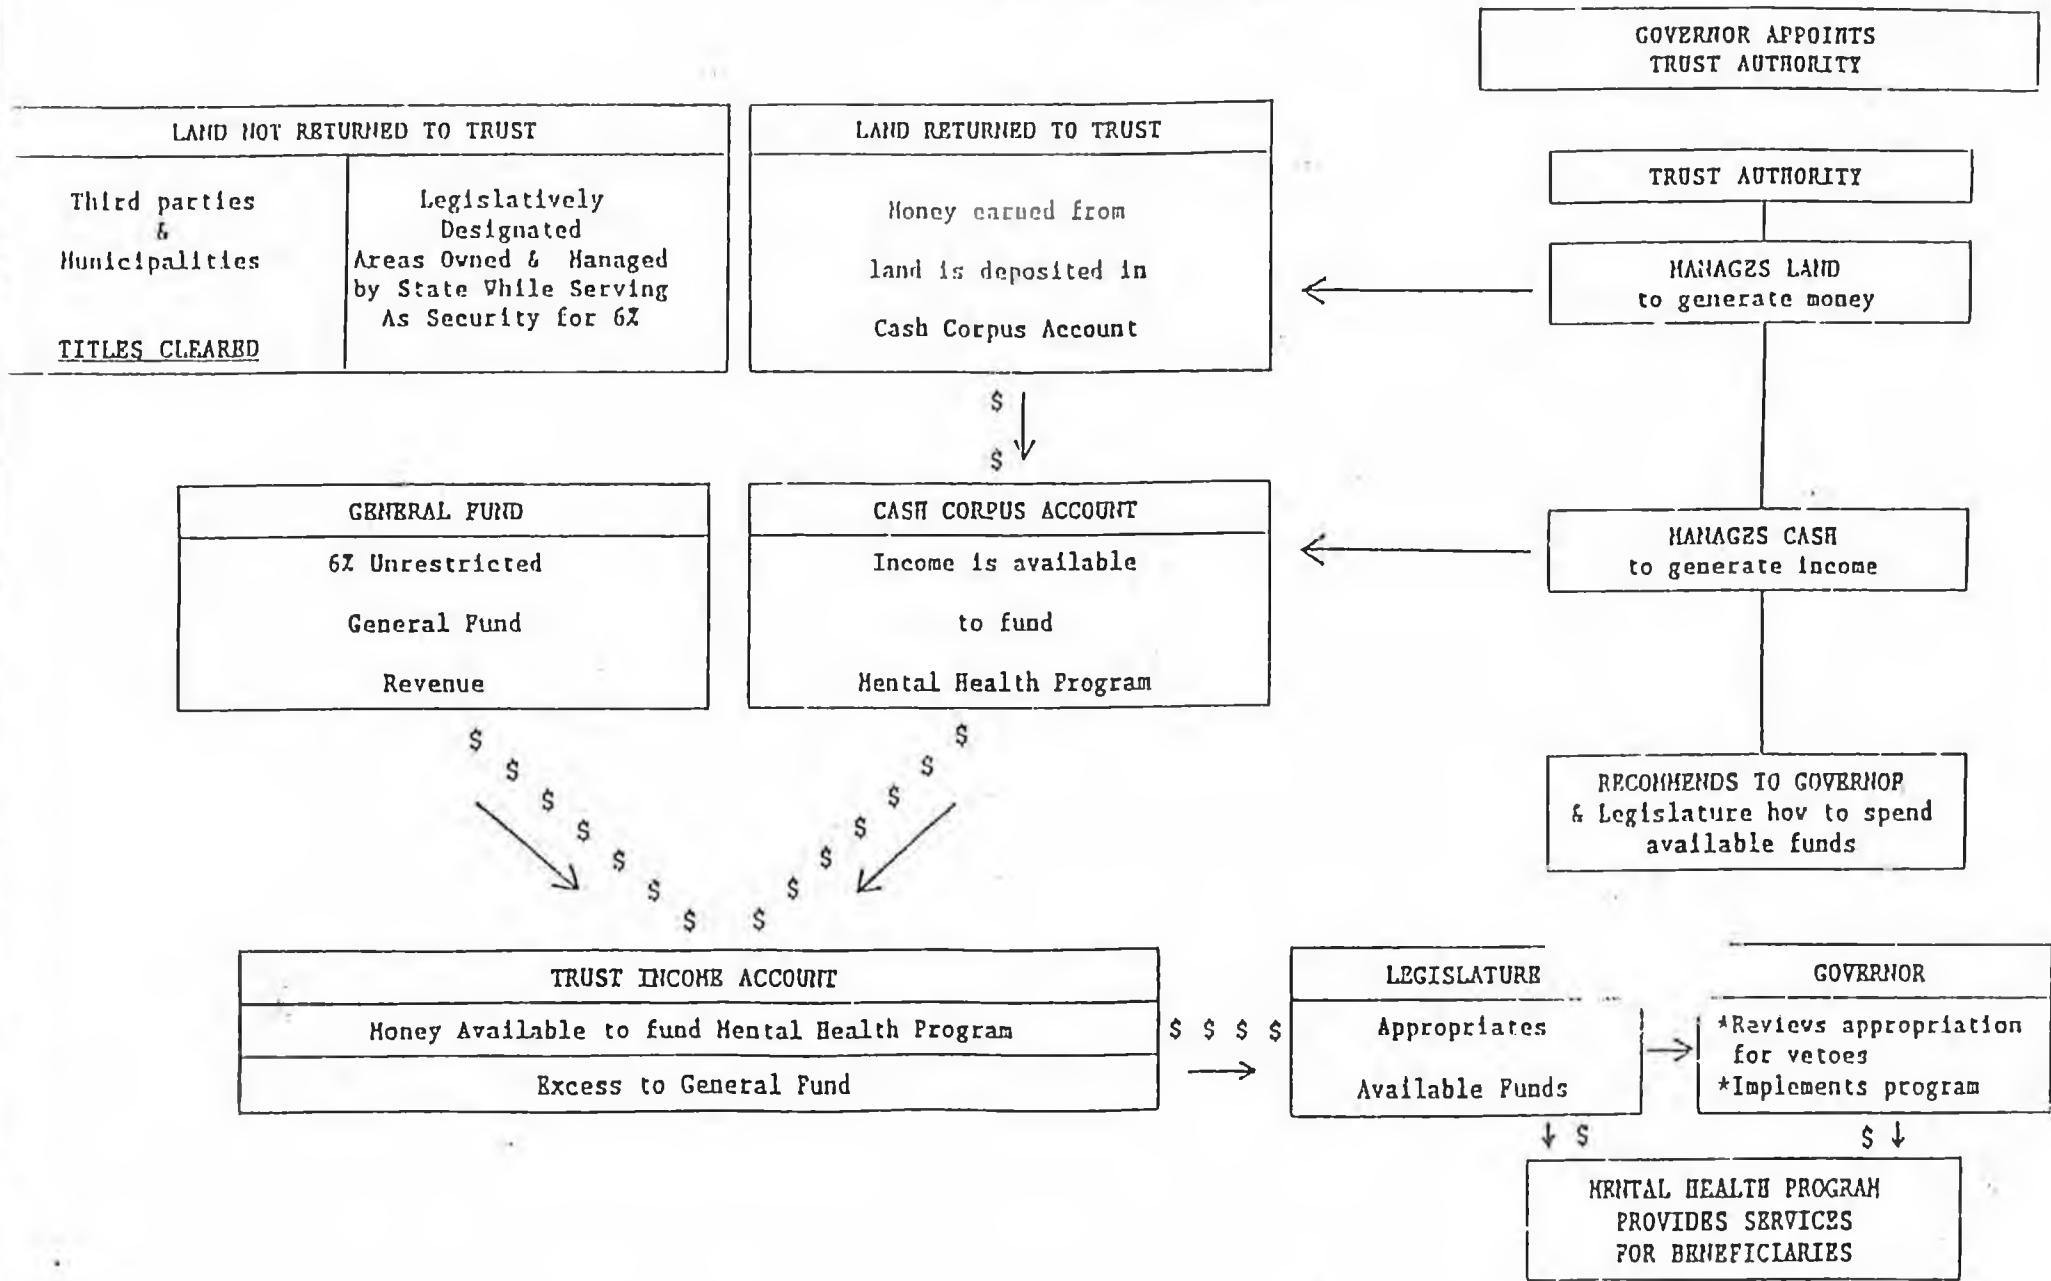 GOVERNOR APPOINTS
TRUST AUTHORITY
LAND NOT RETURNED TO TRUST
Third parties
&
Municipalities
TITLES CLEARED
Legislatively
Designated
Areas Owned & Managed
by State While Serving
As Security for 6%
LAND RETURNED TO TRUST
Money earned from
land is deposited in
Cash Corpus Account
TRUST AUTHORITY
MANAGES LAND
to generate money
$
$
GENERAL FUND
6% Unrestricted
General Fund
Revenue
CASH CORPUS ACCOUNT
Income is available
to fund
Mental Health Program
MANAGES CASH
to generate income
$ $ $ $ $ $ $
$ $ $ $ $ $ $
RECOMMENDS TO GOVERNOR
& Legislature how to spend
available funds
TRUST INCOME ACCOUNT
Money Available to fund Mental Health Program
Excess to General Fund
$ $ $ $
LEGISLATURE
Appropriates
Available Funds
GOVERNOR
*Reviews appropriation
for vetoes
*Implements program
$
$
MENTAL HEALTH PROGRAM
PROVIDES SERVICES
FOR BENEFICIARIES